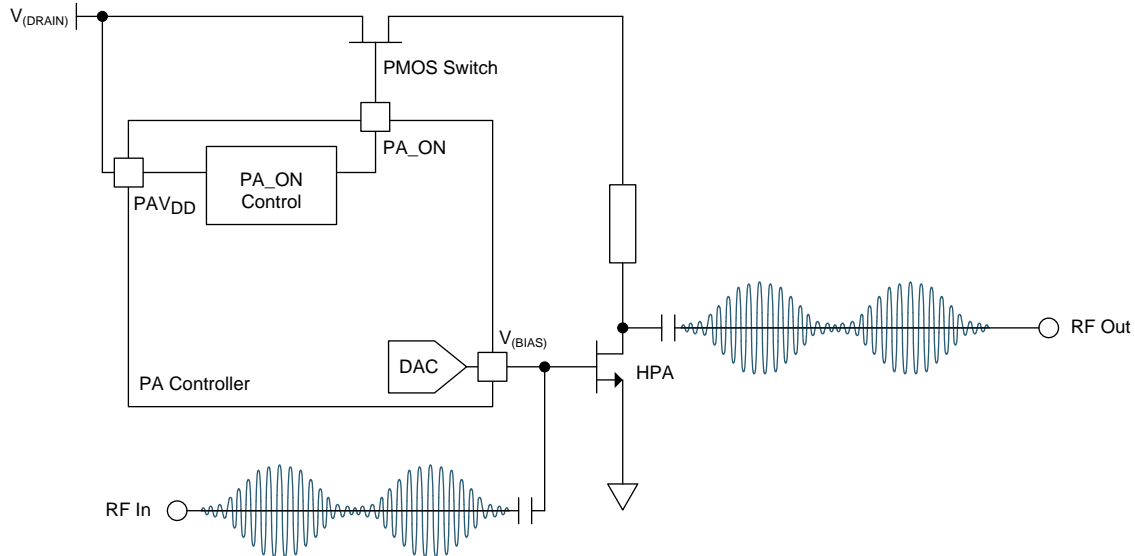 V(DRAIN)
PMOS Switch
PA_ON
PA_ON
Control
PAVDD
V(BIAS)
DAC
PA Controller
HPA
RF Out
RF In